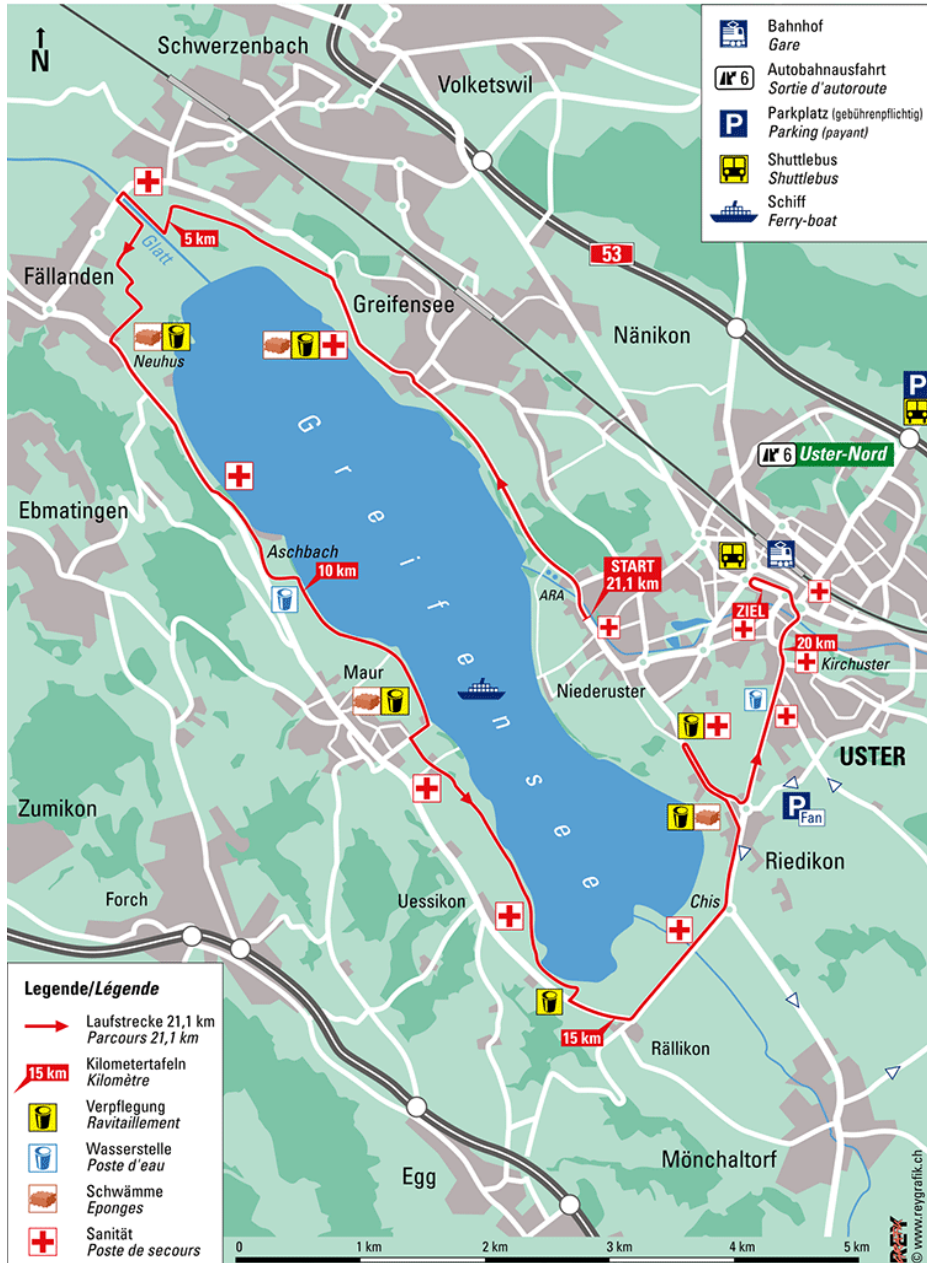 N
Schwerzenbach
Volketswil
Bahnhof
Gare
6
Autobahnausfahrt
Sortie d'autoroute
P
Parkplatz (gebührenpflichtig)
Parking (payant)
Shuttlebus
Shuttlebus
Schiff
Ferry-boat
5 km
Glatt
Fällanden
Greifensee
53
Nänikon
Neuhus
P
6 Uster-Nord
Greifensee
Ebmatingen
Aschbach
10 km
START
21,1 km
ARA
ZIEL
20 km
Kirchuster
Maur
Niederuster
USTER
Zumikon
P
Fan
Riedikon
Forch
Uessikon
Chis
15 km
Rällikon
Mönchaltorf
Egg
Legende/Légende
Laufstrecke 21,1 km
Parcours 21,1 km
15 km
Kilometertafeln
Kilomètre
Verpflegung
Ravitaillement
Wasserstelle
Poste d'eau
Schwämme
Eponges
Sanität
Poste de secours
0
1 km
2 km
3 km
4 km
5 km
REY
© www.reygrafik.ch